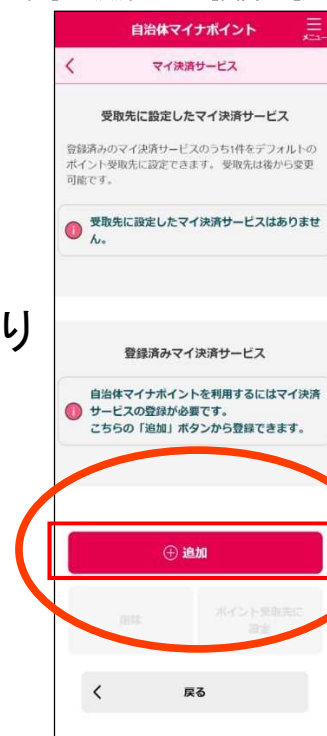 自治体マイナポイント
メニュー
マイ決済サービス
受取先に設定したマイ決済サービス
登録済みのマイ決済サービスのうち1件をデフォルトの
ポイント受取先に設定できます。受取先は後から変更
可能です。
受取先に設定したマイ決済サービスはありませ
ん。
り
登録済みマイ決済サービス
自治体マイナポイントを利用するにはマイ決済
サービスの登録が必要です。
こちらの「追加」ボタンから登録できます。
追加
削除
ポイント受取先に
設定
戻る